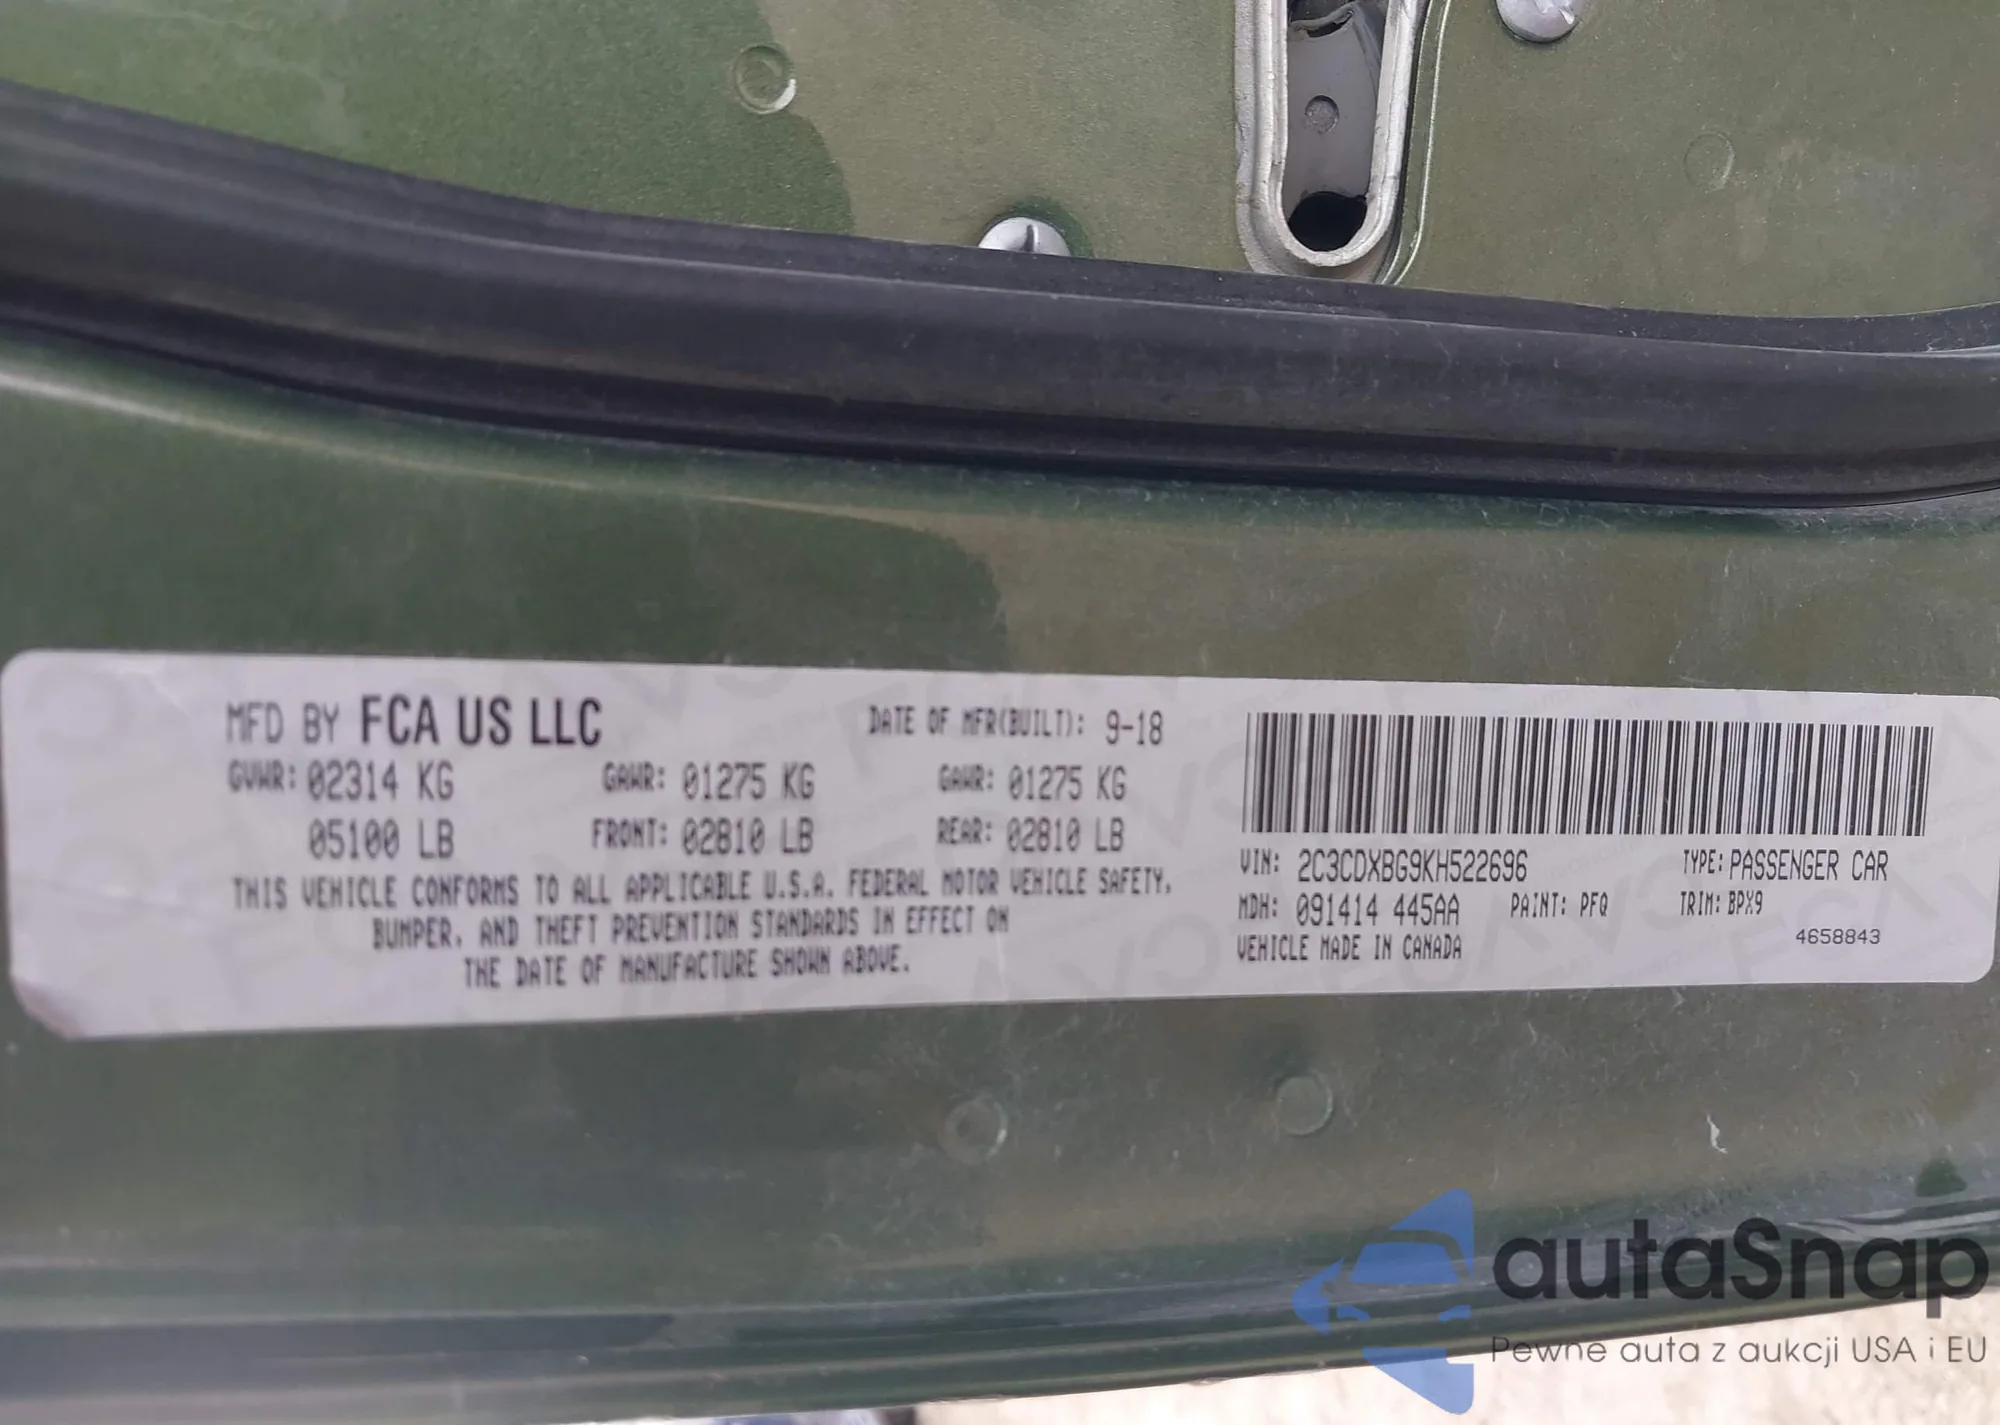 MFD BY FCA US LLC DATE OF MFR(BUILT): 9-18
GVWR: 02314 KG GAWR: 01275 KG GAWR: 01275 KG
05100 LB FRONT: 02810 LB REAR: 02810 LB
THIS VEHICLE CONFORMS TO ALL APPLICABLE U.S.A. FEDERAL MOTOR VEHICLE SAFETY,
BUMPER, AND THEFT PREVENTION STANDARDS IN EFFECT ON
THE DATE OF MANUFACTURE SHOWN ABOVE.
VIN: 2C3CDXBG9KH522696 TYPE: PASSENGER CAR
MDH: 091414 445AA PAINT: PFQ TRIM: BPX9
VEHICLE MADE IN CANADA 4658843
autaSnap
Pewne auta z aukcji USA i EU